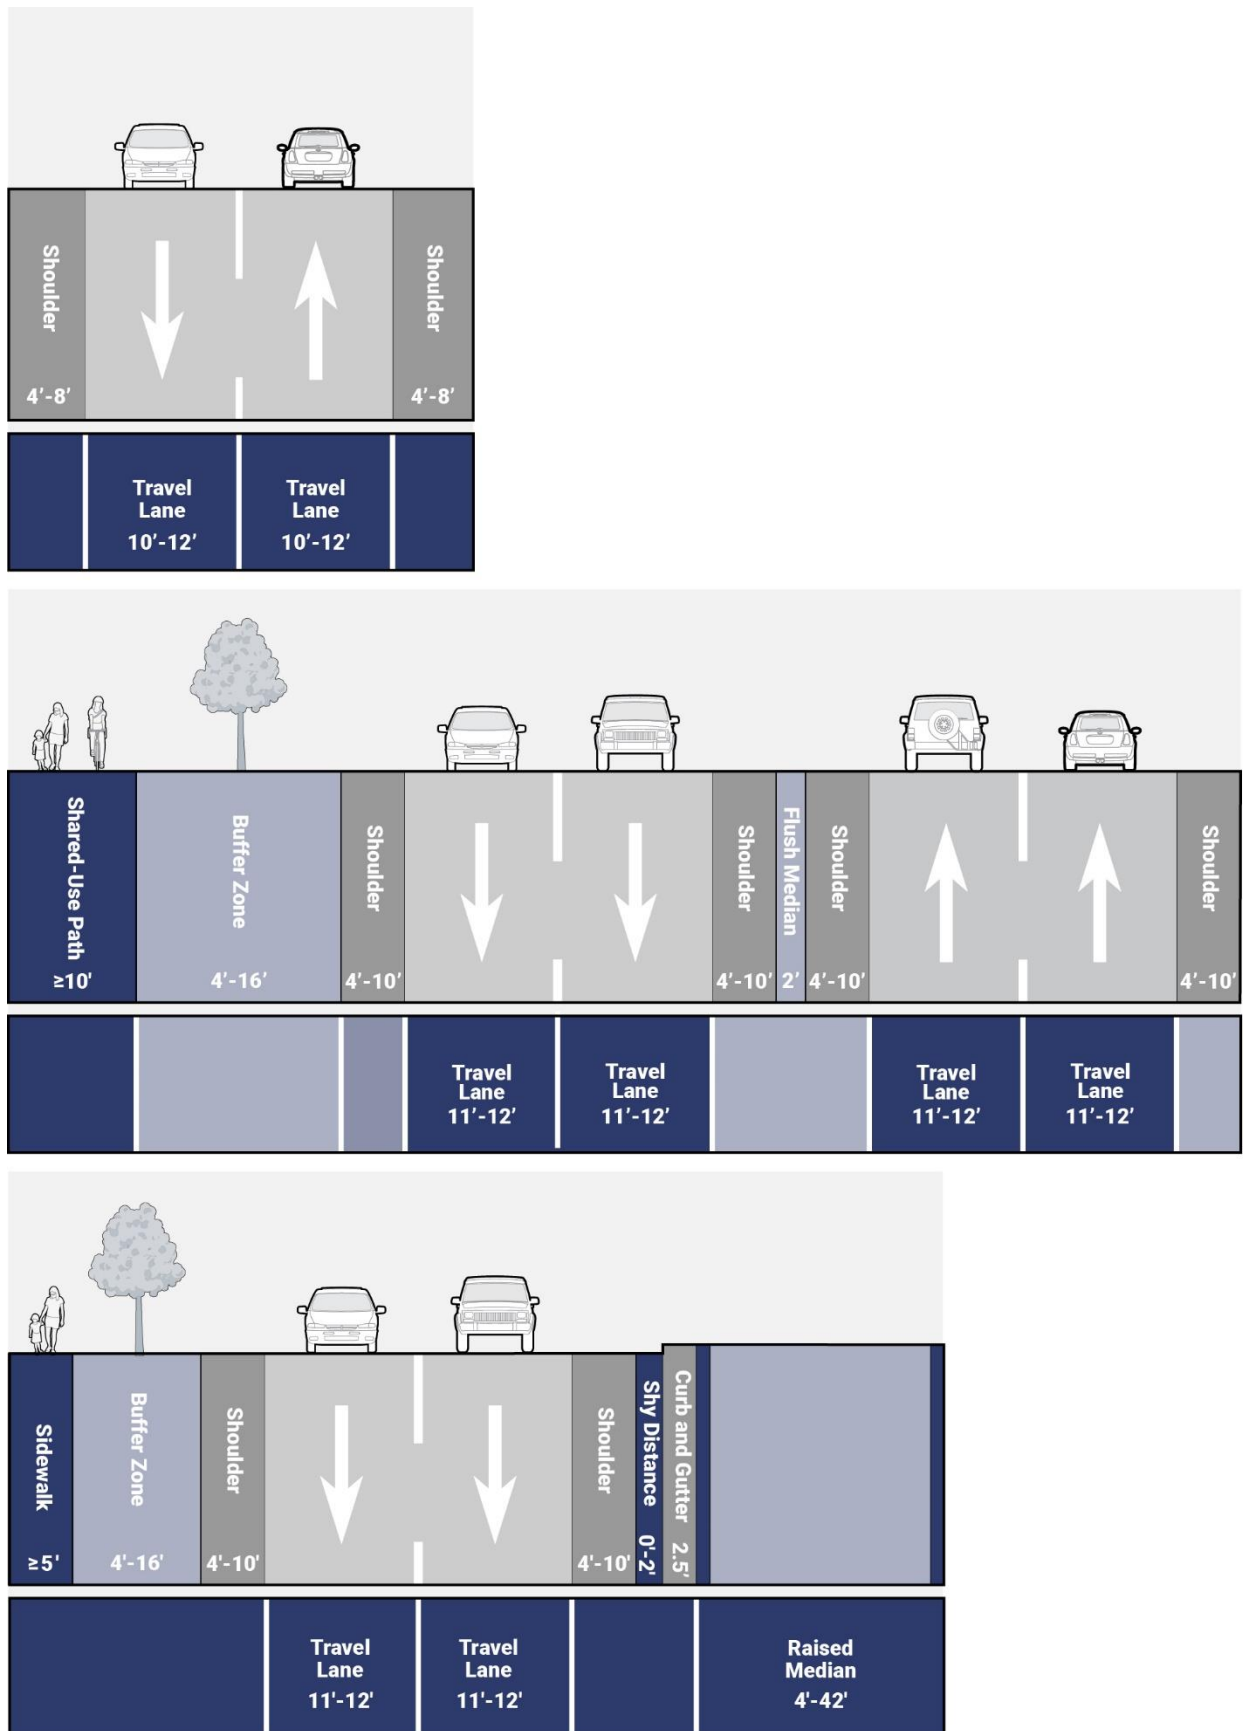 Shoulder
4’-8’
Shoulder
4’-8’
Travel
Lane
10’-12’
Travel
Lane
10’-12’
Shared-Use Path
≥10'
Buffer Zone
4’-16’
Shoulder
4’-10’
Shoulder
4’-10’
Flush Median
2’
Shoulder
4’-10’
Shoulder
4’-10’
Travel
Lane
11’-12’
Travel
Lane
11’-12’
Travel
Lane
11’-12’
Travel
Lane
11’-12’
Sidewalk
≥5'
Buffer Zone
4'-16'
Shoulder
4'-10'
Shoulder
4'-10'
Shy Distance 0'-2'
Curb and Gutter 2.5'
Travel
Lane
11'-12'
Travel
Lane
11'-12'
Raised
Median
4'-42'